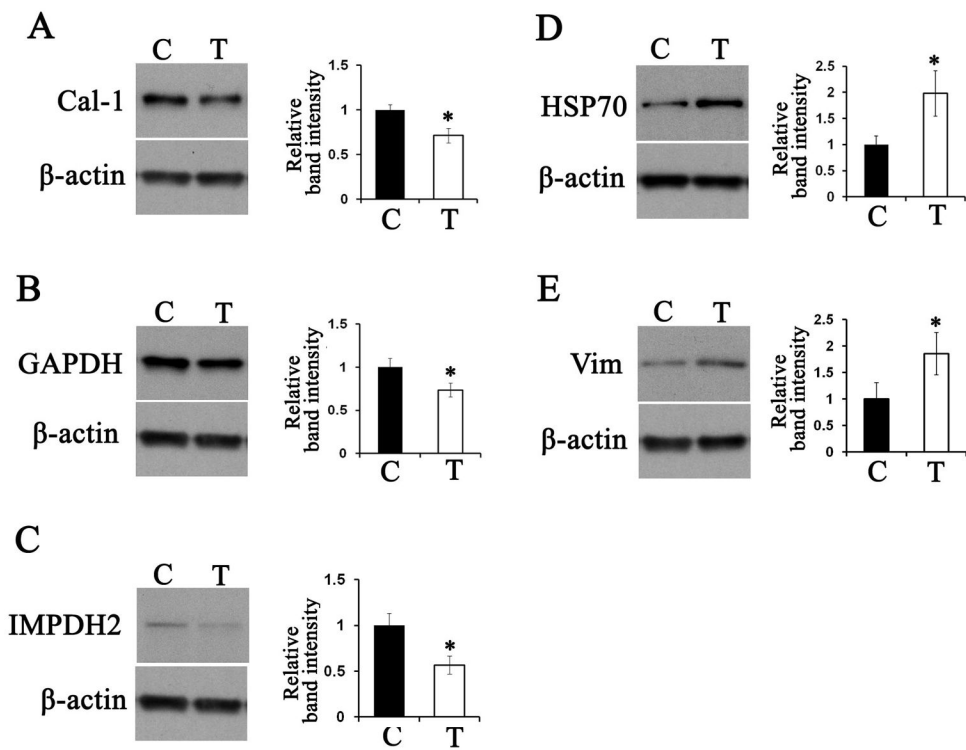 A
C T
Cal-1
β-actin
Relative
band intensity
1.5
1
0.5
0
C T
*
B
C T
GAPDH
β-actin
Relative
band intensity
1.5
1
0.5
0
C T
*
C
C T
IMPDH2
β-actin
Relative
band intensity
1.5
1
0.5
0
C T
*
D
C T
HSP70
β-actin
Relative
band intensity
2.5
2
1.5
1
0.5
0
C T
*
E
C T
Vim
β-actin
Relative
band intensity
2.5
2
1.5
1
0.5
0
C T
*